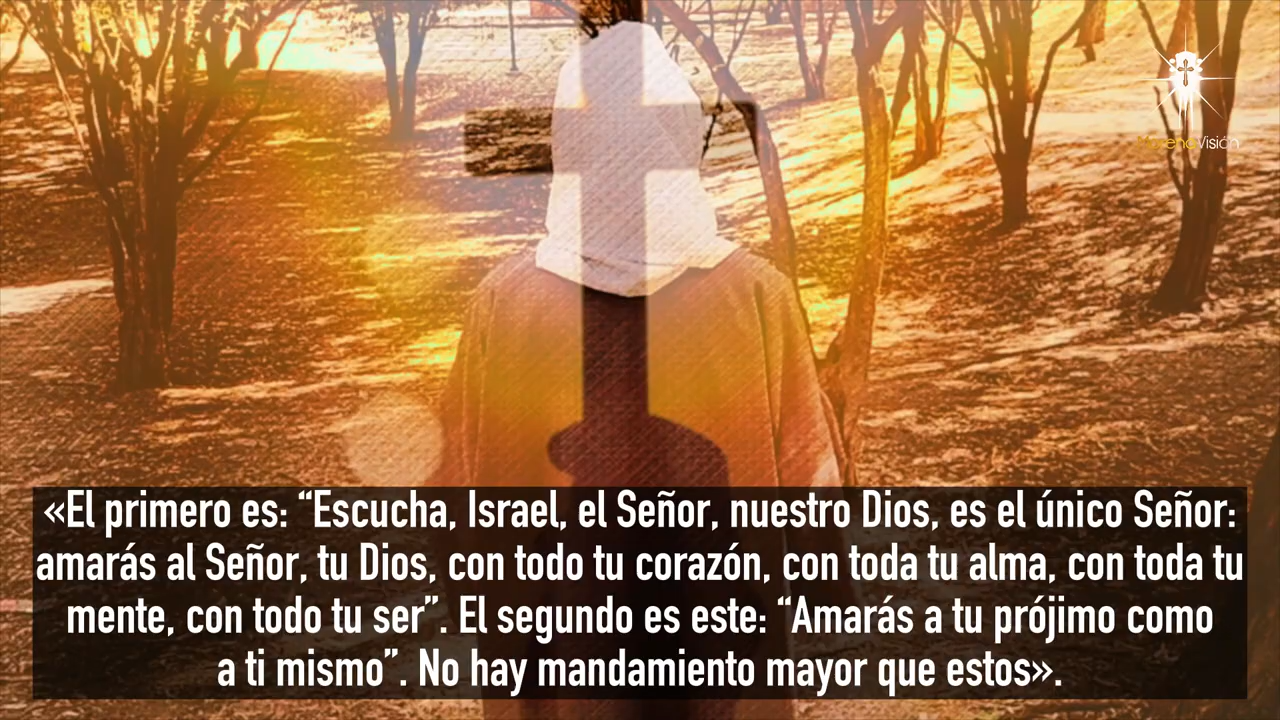 MorenaVisión
«El primero es: “Escucha, Israel, el Señor, nuestro Dios, es el único Señor:
amarás al Señor, tu Dios, con todo tu corazón, con toda tu alma, con toda tu
mente, con todo tu ser”. El segundo es este: “Amarás a tu prójimo como
a ti mismo”. No hay mandamiento mayor que estos».